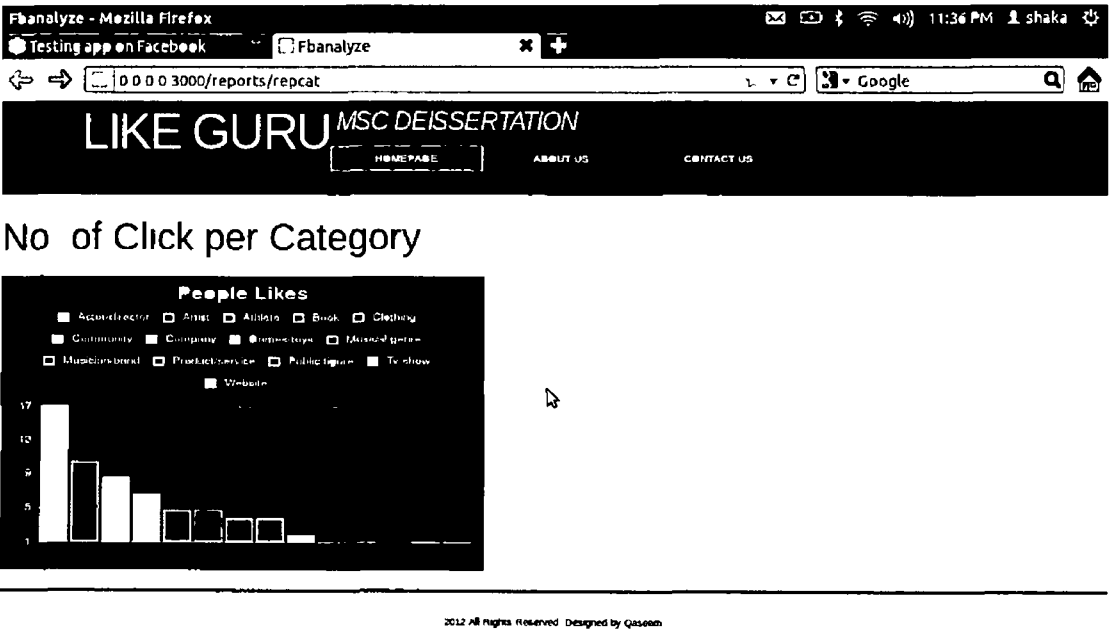 Fbanalyze - Mozilla Firefox 11:36 PM shaka
Testing app on Facebook Fbanalyze
0 0 0 0 3000/reports/repcat Google
LIKE GURU MSC DEISSERTATION
HOMEPAGE ABOUT US CONTACT US
No of Click per Category
People Likes
Actor/director Artist Athlete Book Clothing
Community Company Musical genre
Musician/band Product/service Public figure Tv show
Website
17
9
5
1
2012 All Rights Reserved Designed by Qaseem